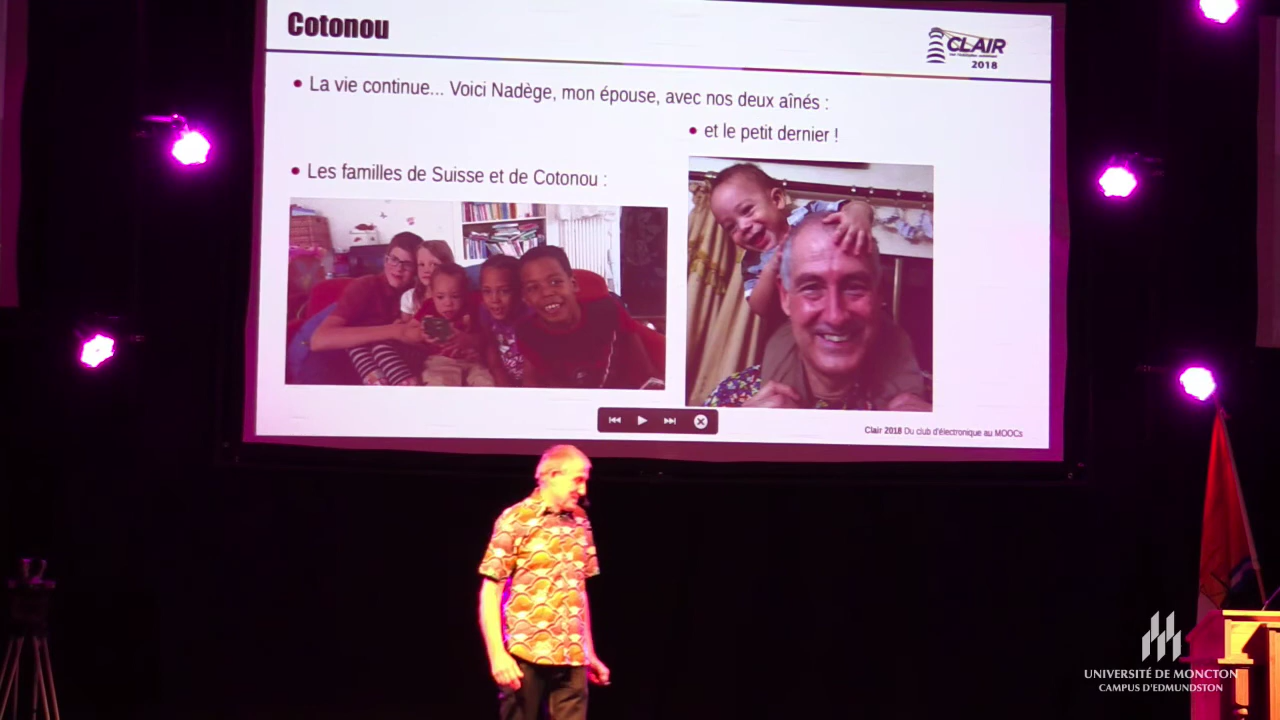 Cotonou
CLAIR
2018
• La vie continue... Voici Nadège, mon épouse, avec nos deux aînés :
• et le petit dernier !
• Les familles de Suisse et de Cotonou :
Clair 2018 Du club d'électronique au MOOCs
UNIVERSITÉ DE MONCTON
CAMPUS D'EDMUNDSTON